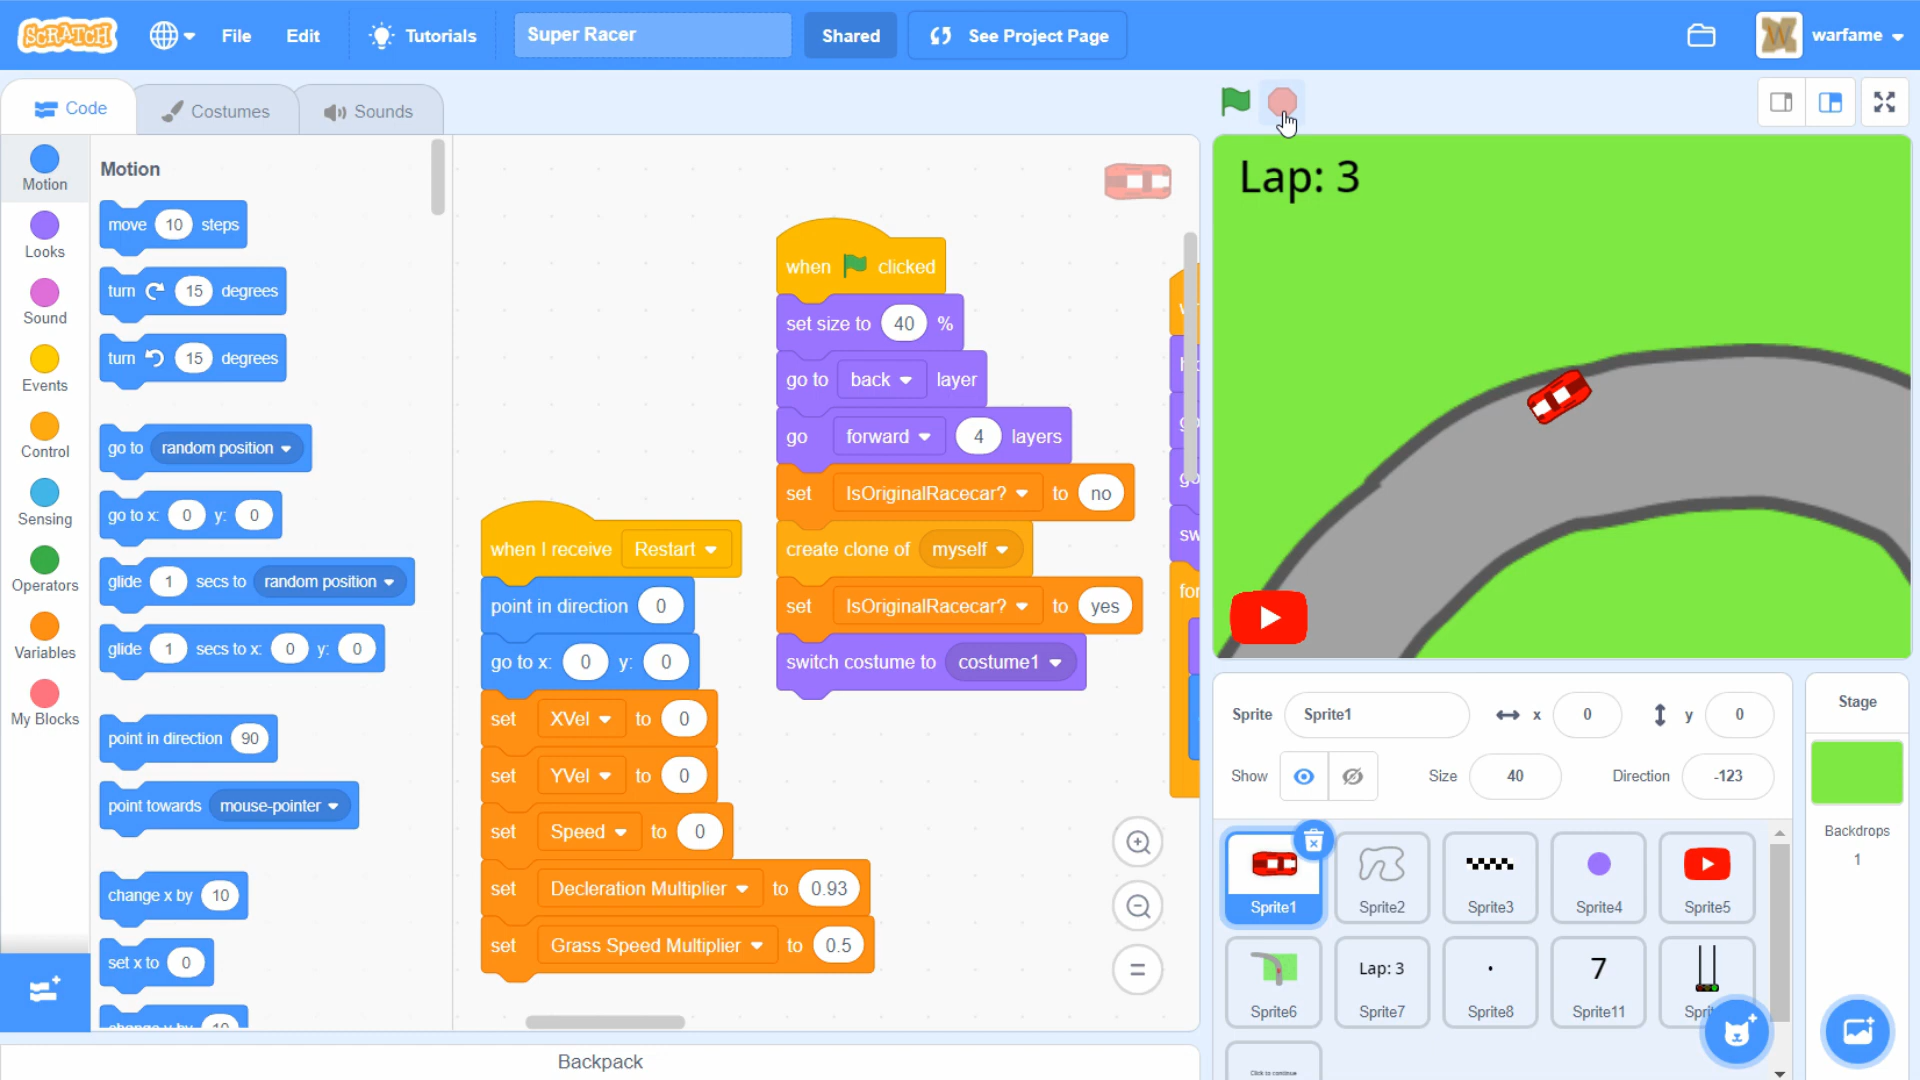 SCRATCH
File
Edit
Tutorials
Super Racer
Shared
See Project Page
warfame
Code
Costumes
Sounds
Motion
Looks
Sound
Events
Control
Sensing
Operators
Variables
My Blocks
Motion
move 10 steps
turn 15 degrees
turn 15 degrees
go to random position
go to x: 0 y: 0
glide 1 secs to random position
glide 1 secs to x: 0 y: 0
point in direction 90
point towards mouse-pointer
change x by 10
set x to 0
change y by 10
when I receive Restart
point in direction 0
go to x: 0 y: 0
set XVel to 0
set YVel to 0
set Speed to 0
set Decleration Multiplier to 0.93
set Grass Speed Multiplier to 0.5
when clicked
set size to 40 %
go to back layer
go forward 4 layers
set IsOriginalRacecar? to no
create clone of myself
set IsOriginalRacecar? to yes
switch costume to costume1
sw
for
Backpack
Lap: 3
Sprite Sprite1 x 0 y 0
Show Size 40 Direction -123
Sprite1
Sprite2
Sprite3
Sprite4
Sprite5
Sprite6
Lap: 3
Sprite7
Sprite8
7
Sprite11
Click to continue
Stage
Backdrops
1